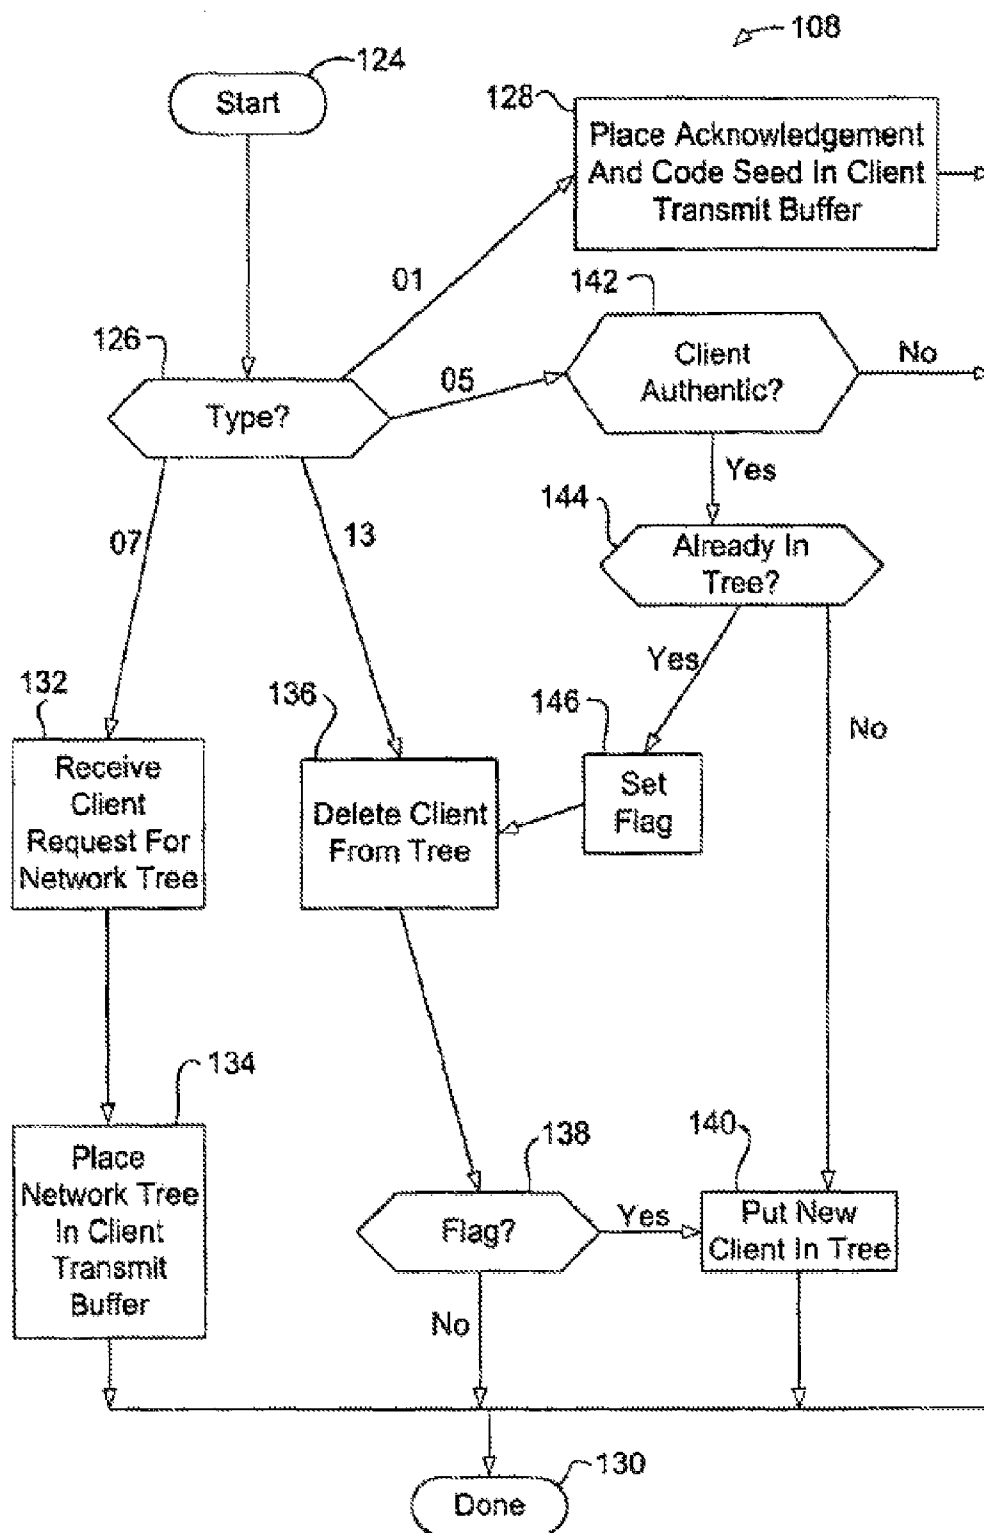 108
124
Start
128
Place Acknowledgement
And Code Seed In Client
Transmit Buffer
01
142
126
Client
Authentic?
No
05
Type?
Yes
144
07
13
Already In
Tree?
132
136
Yes
146
No
Receive
Client
Request For
Network Tree
Delete Client
From Tree
Set
Flag
134
Place
Network Tree
In Client
Transmit
Buffer
138
140
Flag?
Yes
Put New
Client In Tree
No
130
Done